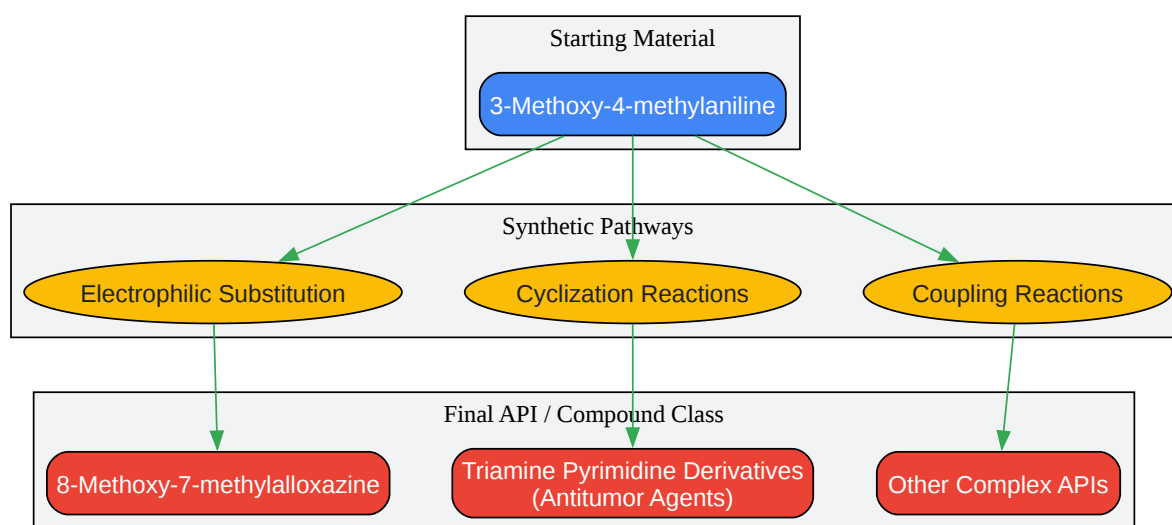 Starting Material
3-Methoxy-4-methylaniline
Synthetic Pathways
Electrophilic Substitution
Cyclization Reactions
Coupling Reactions
Final API / Compound Class
8-Methoxy-7-methylalloxazine
Triamine Pyrimidine Derivatives
(Antitumor Agents)
Other Complex APIs